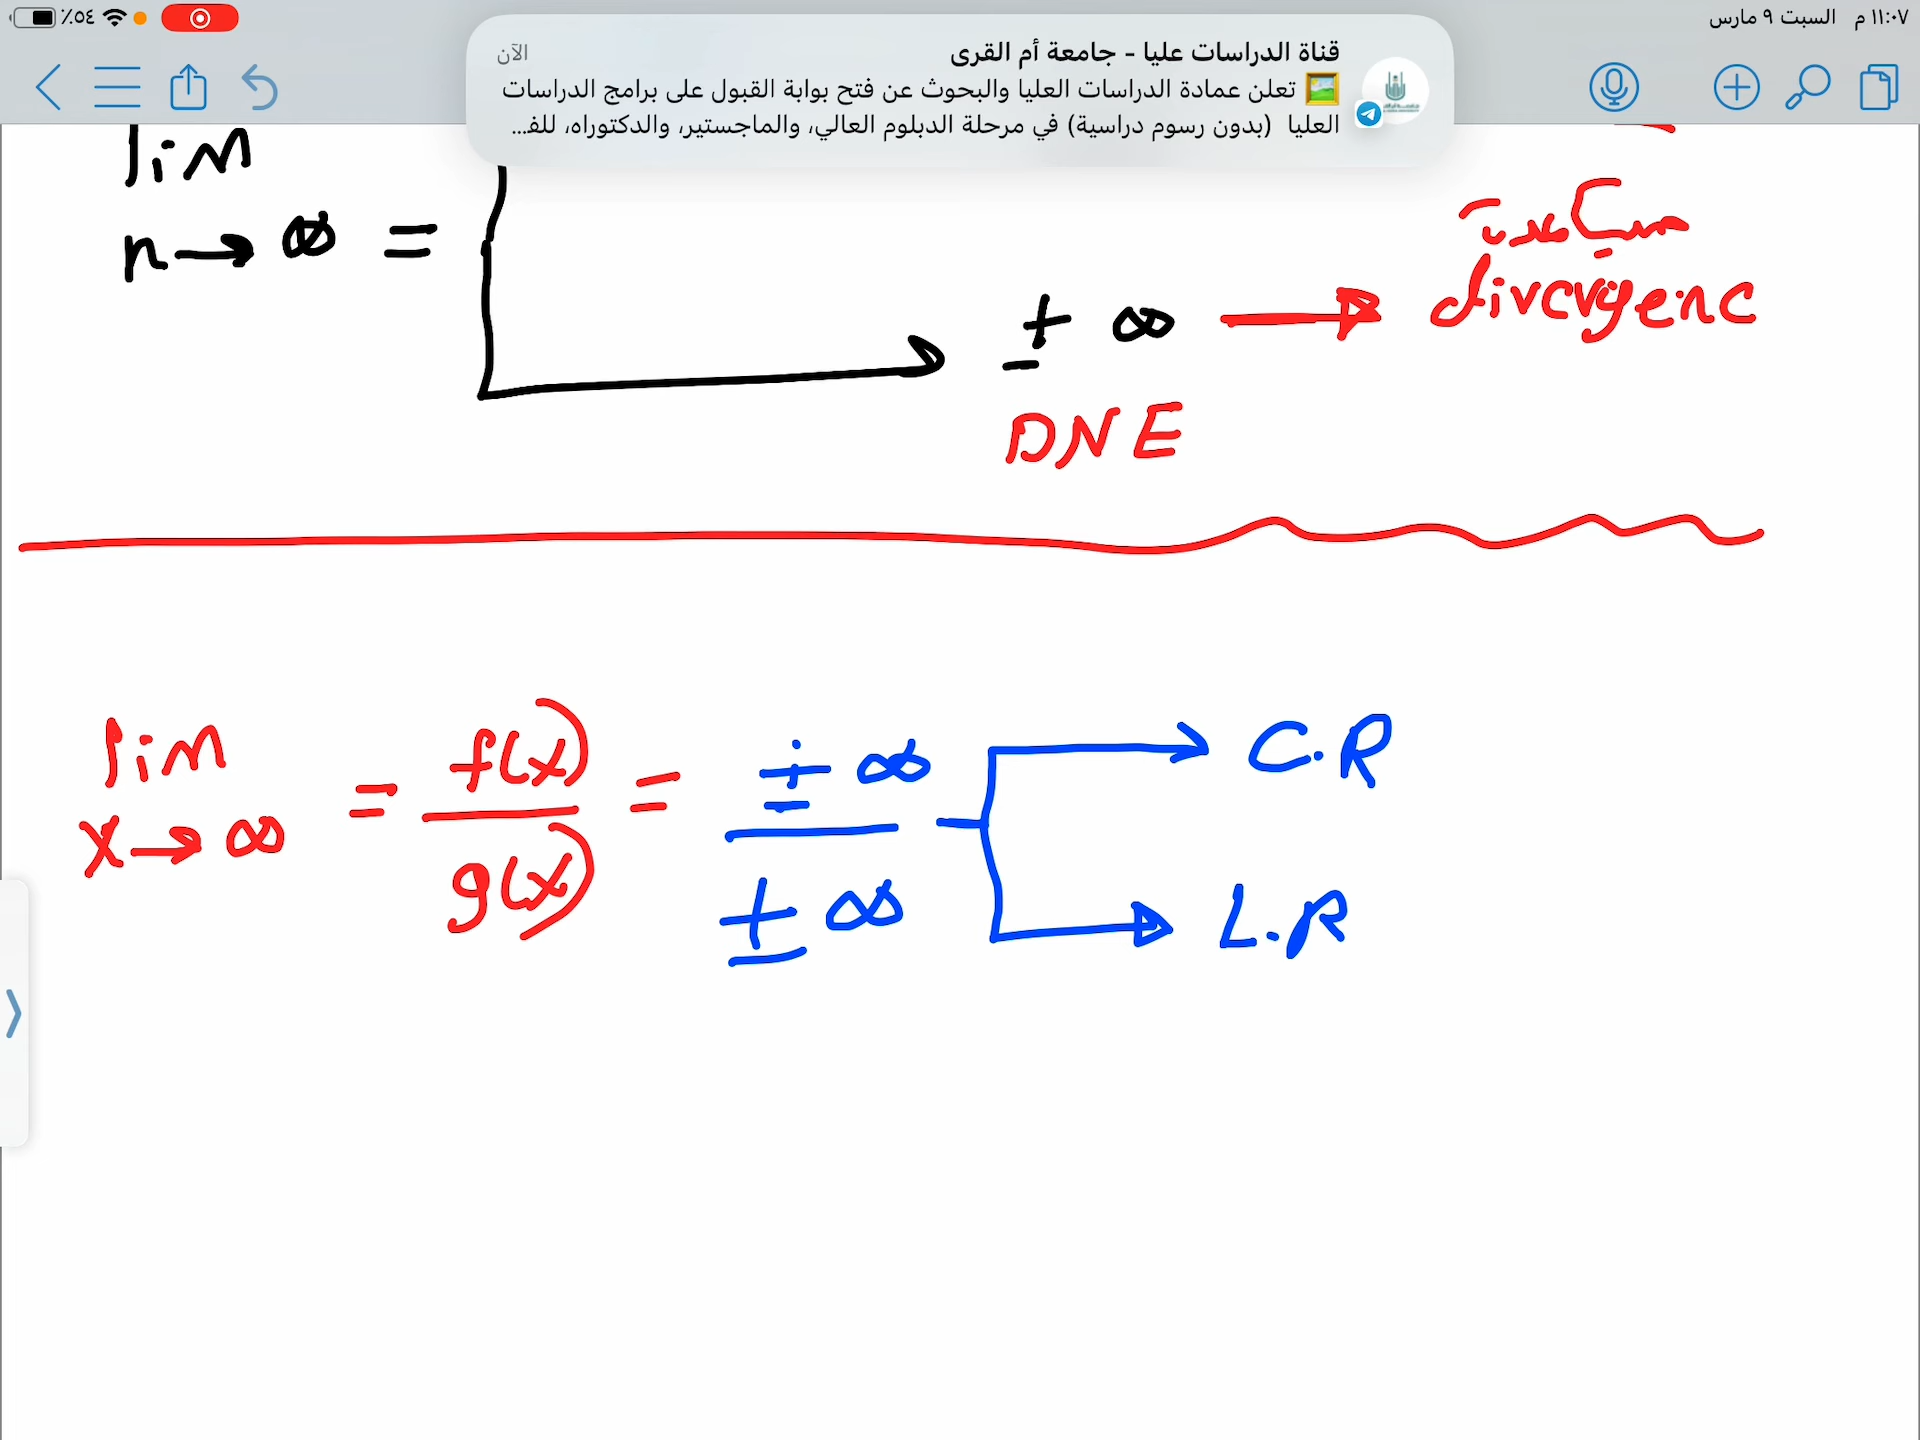 ٪٥٤
السبت ٩ مارس ١١:٠٧ م
قناة الدراسات عليا - جامعة أم القرى
الآن
تعلن عمادة الدراسات العليا والبحوث عن فتح بوابة القبول على برامج الدراسات
العليا (بدون رسوم دراسية) في مرحلة الدبلوم العالي، والماجستير، والدكتوراه، للفـ...
lim
n→∞ =
± ∞ → divergenc
DNE
lim x→∞ = f(x) / g(x) = ± ∞ / ± ∞
C.R
L.R